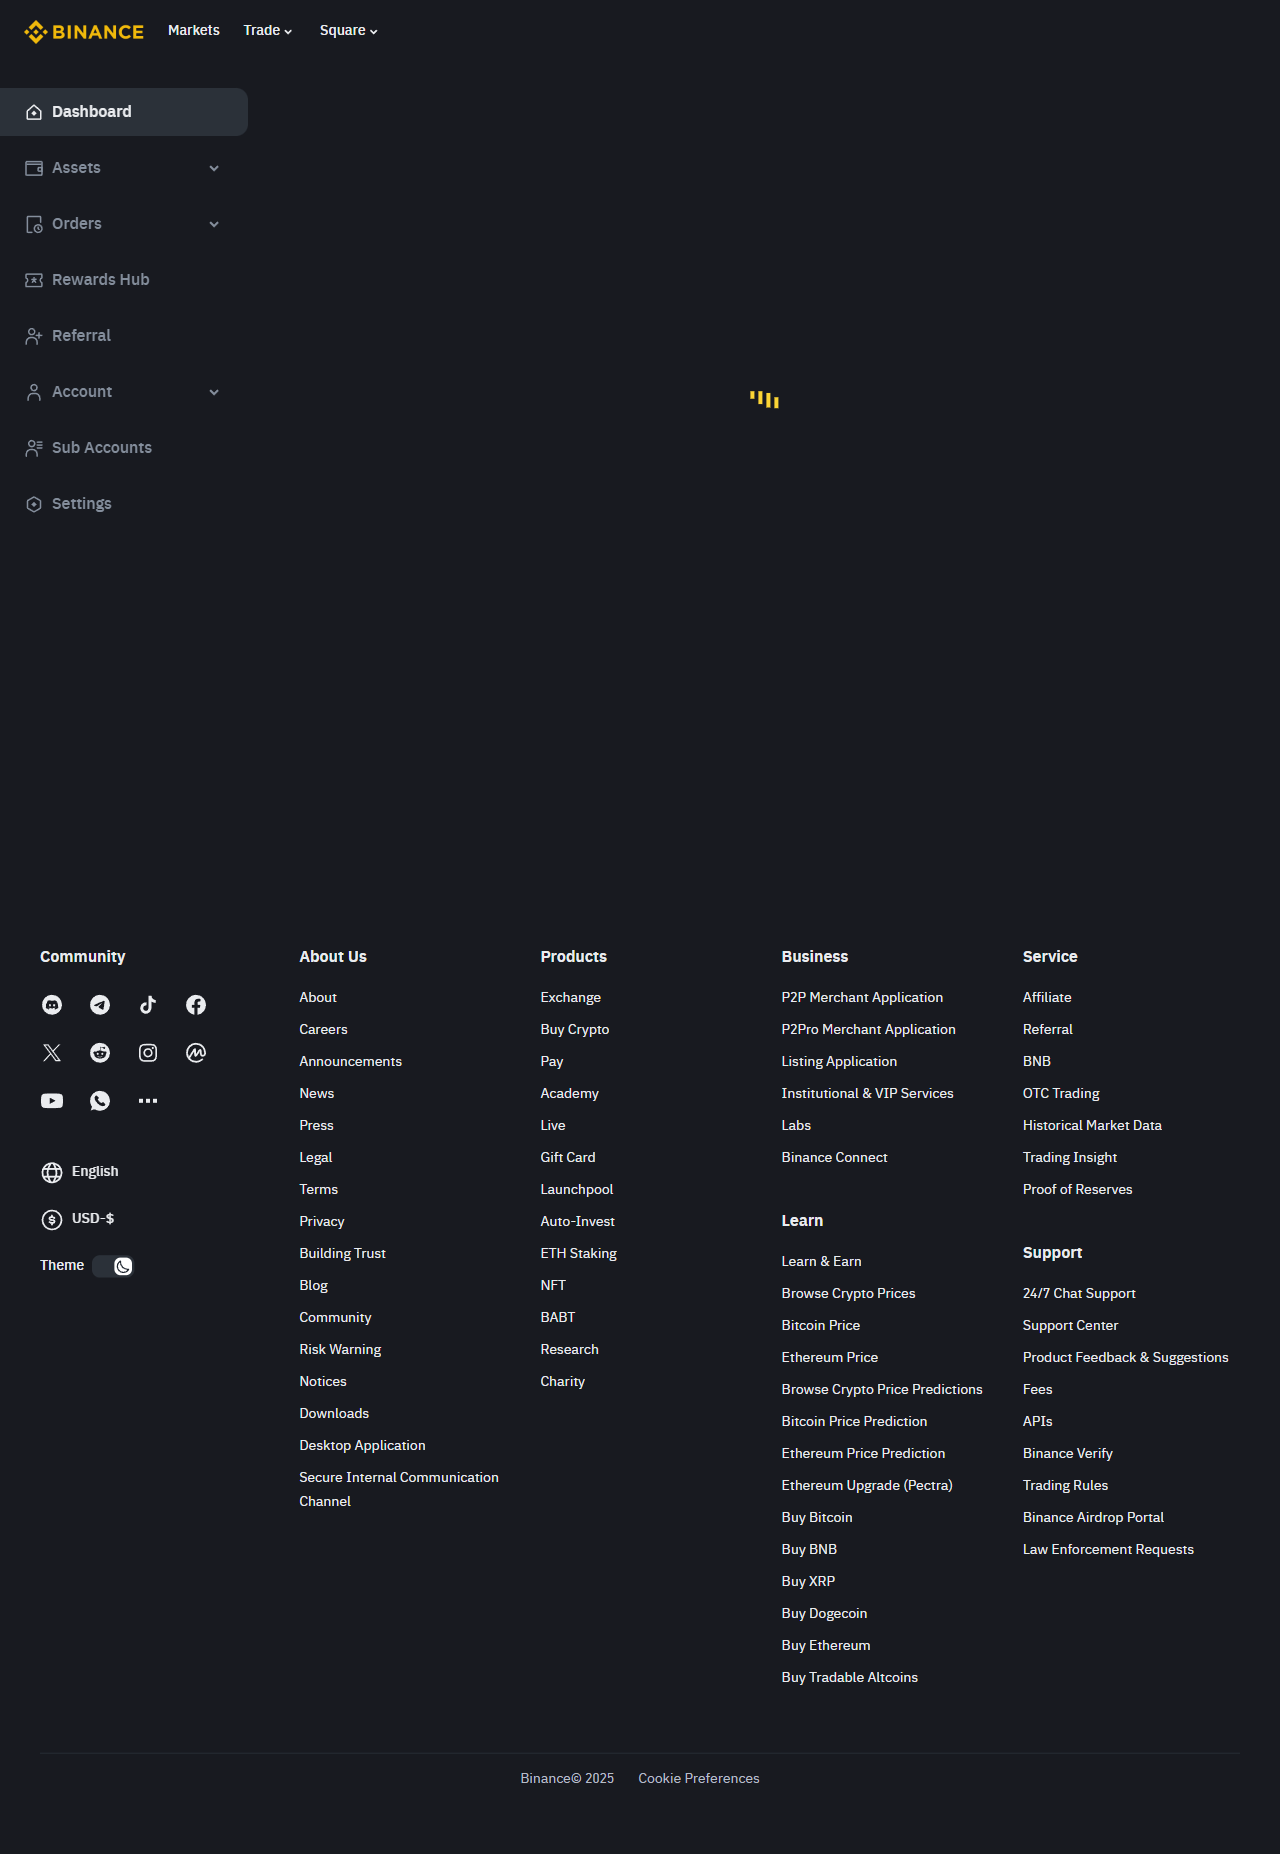 BINANCE
Markets
Trade
Square
Dashboard
Assets
Orders
Rewards Hub
Referral
Account
Sub Accounts
Settings
Community
English
USD-$
Theme
About Us
About
Careers
Announcements
News
Press
Legal
Terms
Privacy
Building Trust
Blog
Community
Risk Warning
Notices
Downloads
Desktop Application
Secure Internal Communication
Channel
Products
Exchange
Buy Crypto
Pay
Academy
Live
Gift Card
Launchpool
Auto-Invest
ETH Staking
NFT
BABT
Research
Charity
Business
P2P Merchant Application
P2Pro Merchant Application
Listing Application
Institutional & VIP Services
Labs
Binance Connect
Learn
Learn & Earn
Browse Crypto Prices
Bitcoin Price
Ethereum Price
Browse Crypto Price Predictions
Bitcoin Price Prediction
Ethereum Price Prediction
Ethereum Upgrade (Pectra)
Buy Bitcoin
Buy BNB
Buy XRP
Buy Dogecoin
Buy Ethereum
Buy Tradable Altcoins
Service
Affiliate
Referral
BNB
OTC Trading
Historical Market Data
Trading Insight
Proof of Reserves
Support
24/7 Chat Support
Support Center
Product Feedback & Suggestions
Fees
APIs
Binance Verify
Trading Rules
Binance Airdrop Portal
Law Enforcement Requests
Binance© 2025
Cookie Preferences